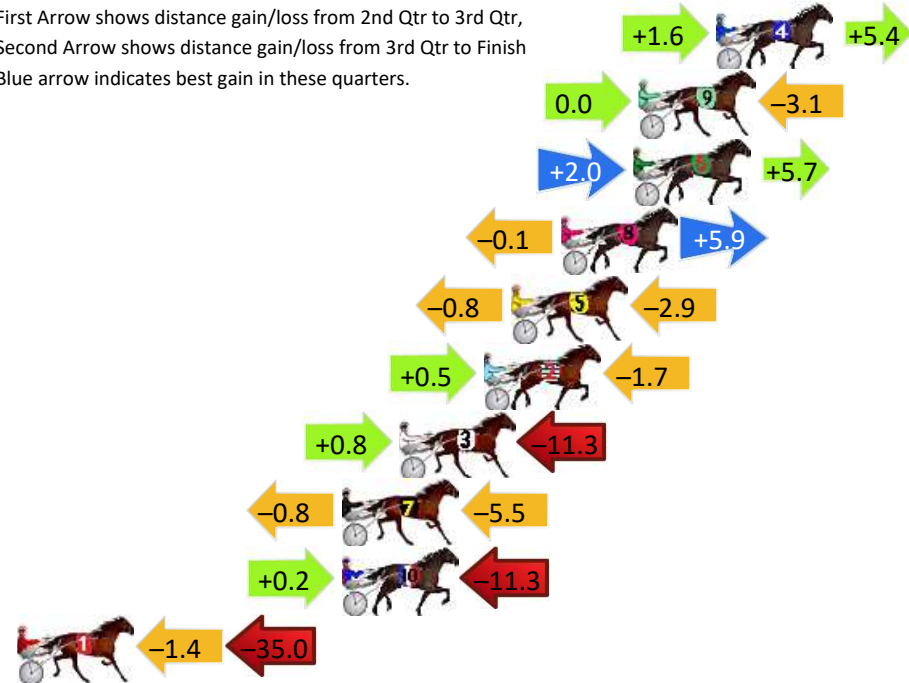 First Arrow shows distance gain/loss from 2nd Qtr to 3rd Qtr,
Second Arrow shows distance gain/loss from 3rd Qtr to Finish
Blue arrow indicates best gain in these quarters.
+1.6 4 +5.4
0.0 9 –3.1
+2.0 +5.7
–0.1 8 +5.9
–0.8 5 –2.9
+0.5 2 –1.7
+0.8 3 –11.3
–0.8 7 –5.5
+0.2 10 –11.3
1 –1.4 –35.0